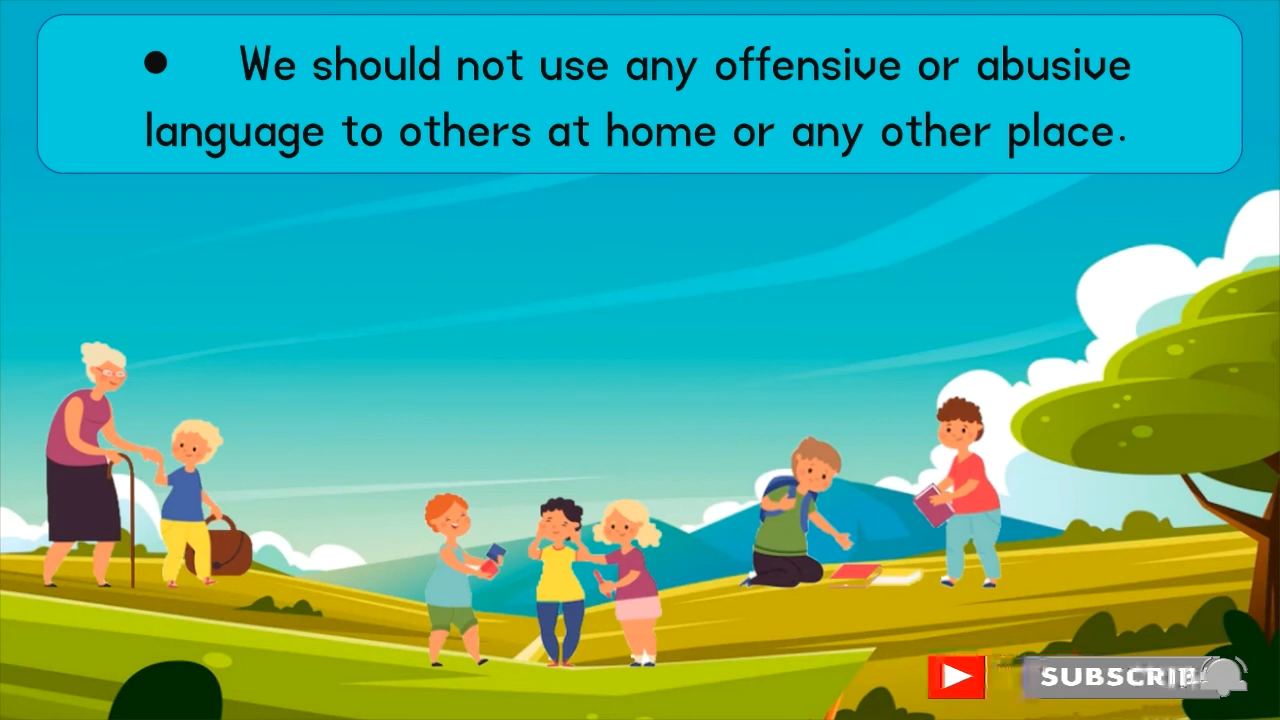 • We should not use any offensive or abusive
language to others at home or any other place.